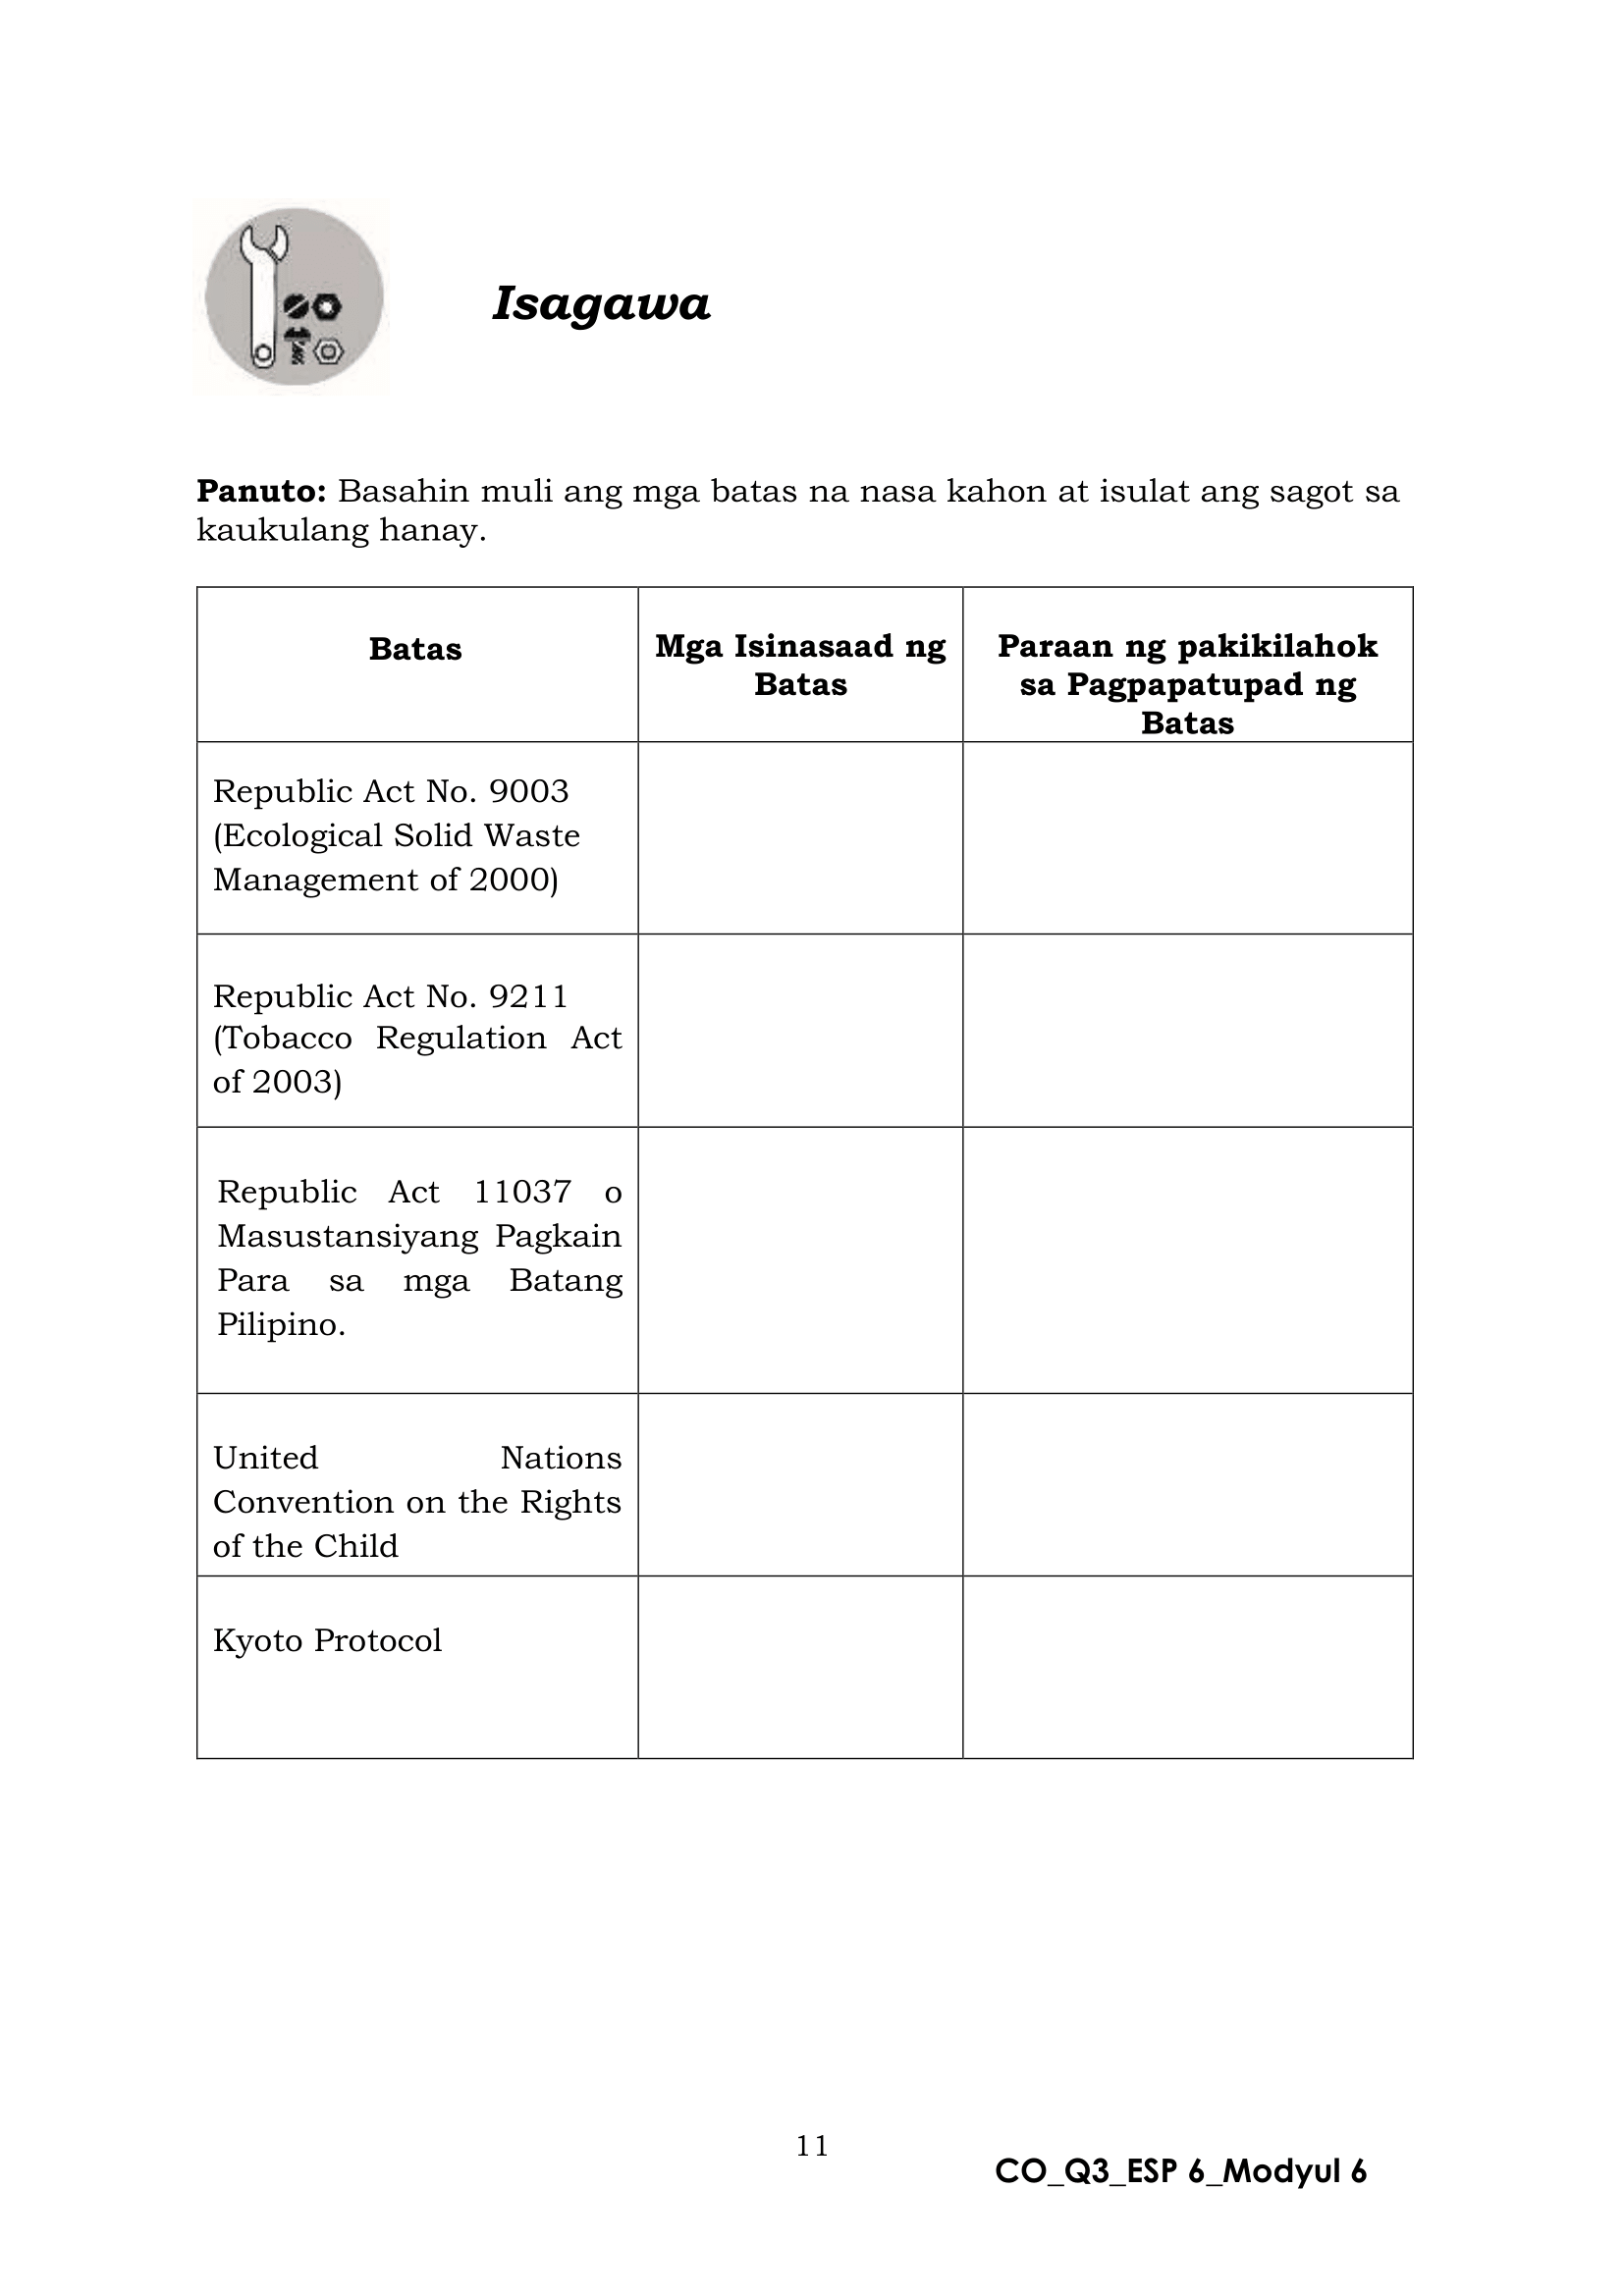 Isagawa
Panuto: Basahin muli ang mga batas na nasa kahon at isulat ang sagot sa
kaukulang hanay.
Batas
Mga Isinasaad ng
Batas
Paraan ng pakikilahok
sa Pagpapatupad ng
Batas
Republic Act No. 9003
(Ecological Solid Waste
Management of 2000)
Republic Act No. 9211
(Tobacco Regulation Act
of 2003)
Republic Act 11037 o
Masustansiyang Pagkain
Para sa mga Batang
Pilipino.
United Nations
Convention on the Rights
of the Child
Kyoto Protocol
11
CO_Q3_ESP 6_Modyul 6